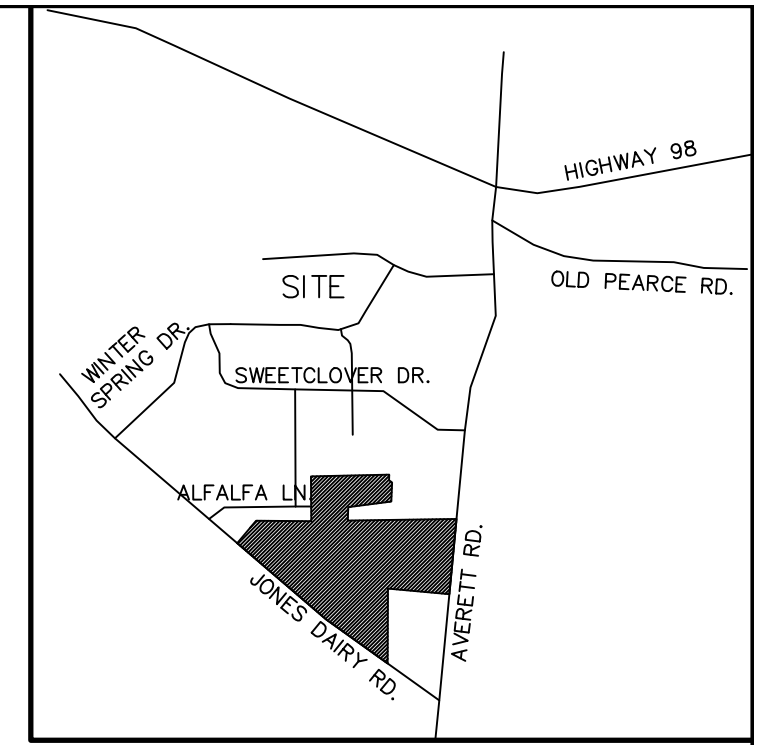 HIGHWAY 98
OLD PEARCE RD.
SITE
WINTER
SPRING DR.
SWEETCLOVER DR.
ALFALFA LN.
JONES DAIRY RD.
AVERETT RD.